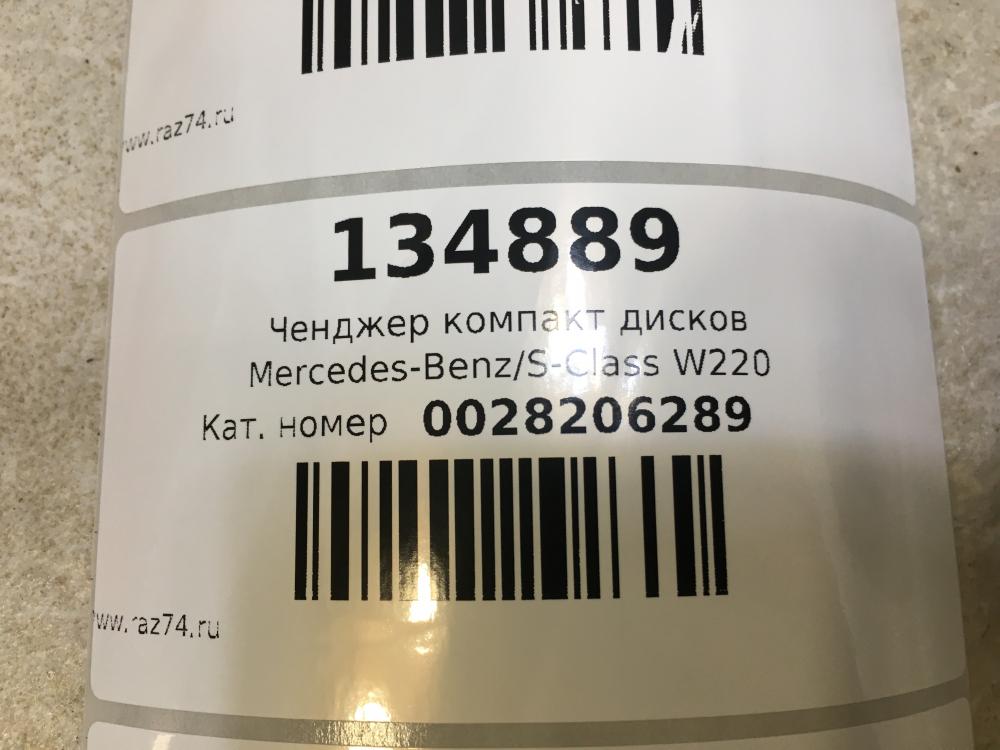 www.raz74.ru
134889
Ченджер компакт дисков
Mercedes-Benz/S-Class W220
Кат. номер 0028206289
www.raz74.ru